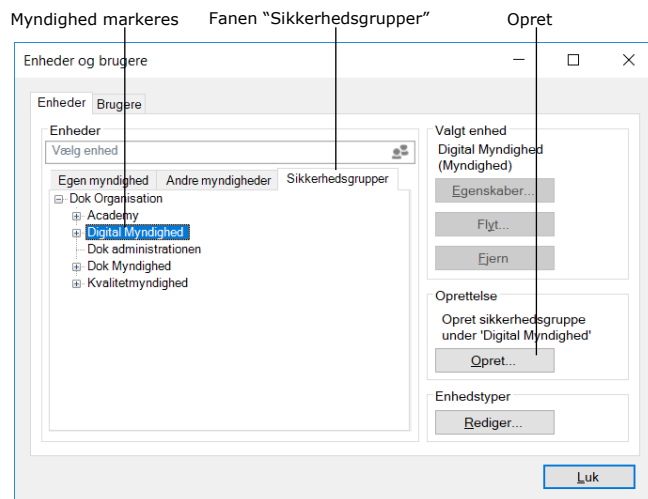 Myndighed markeres
Fanen “Sikkerhedsgrupper”
Opret
Enheder og brugere
Enheder
Brugere
Enheder
Vælg enhed
Egen myndighed
Andre myndigheder
Sikkerhedsgrupper
Dok Organisation
Academy
Digital Myndighed
Dok administrationen
Dok Myndighed
Kvalitetmyndighed
Valgt enhed
Digital Myndighed
(Myndighed)
Egenskaber...
Flyt...
Fjern
Oprettelse
Opret sikkerhedsgruppe
under 'Digital Myndighed'
Opret...
Enhedstyper
Rediger...
Luk